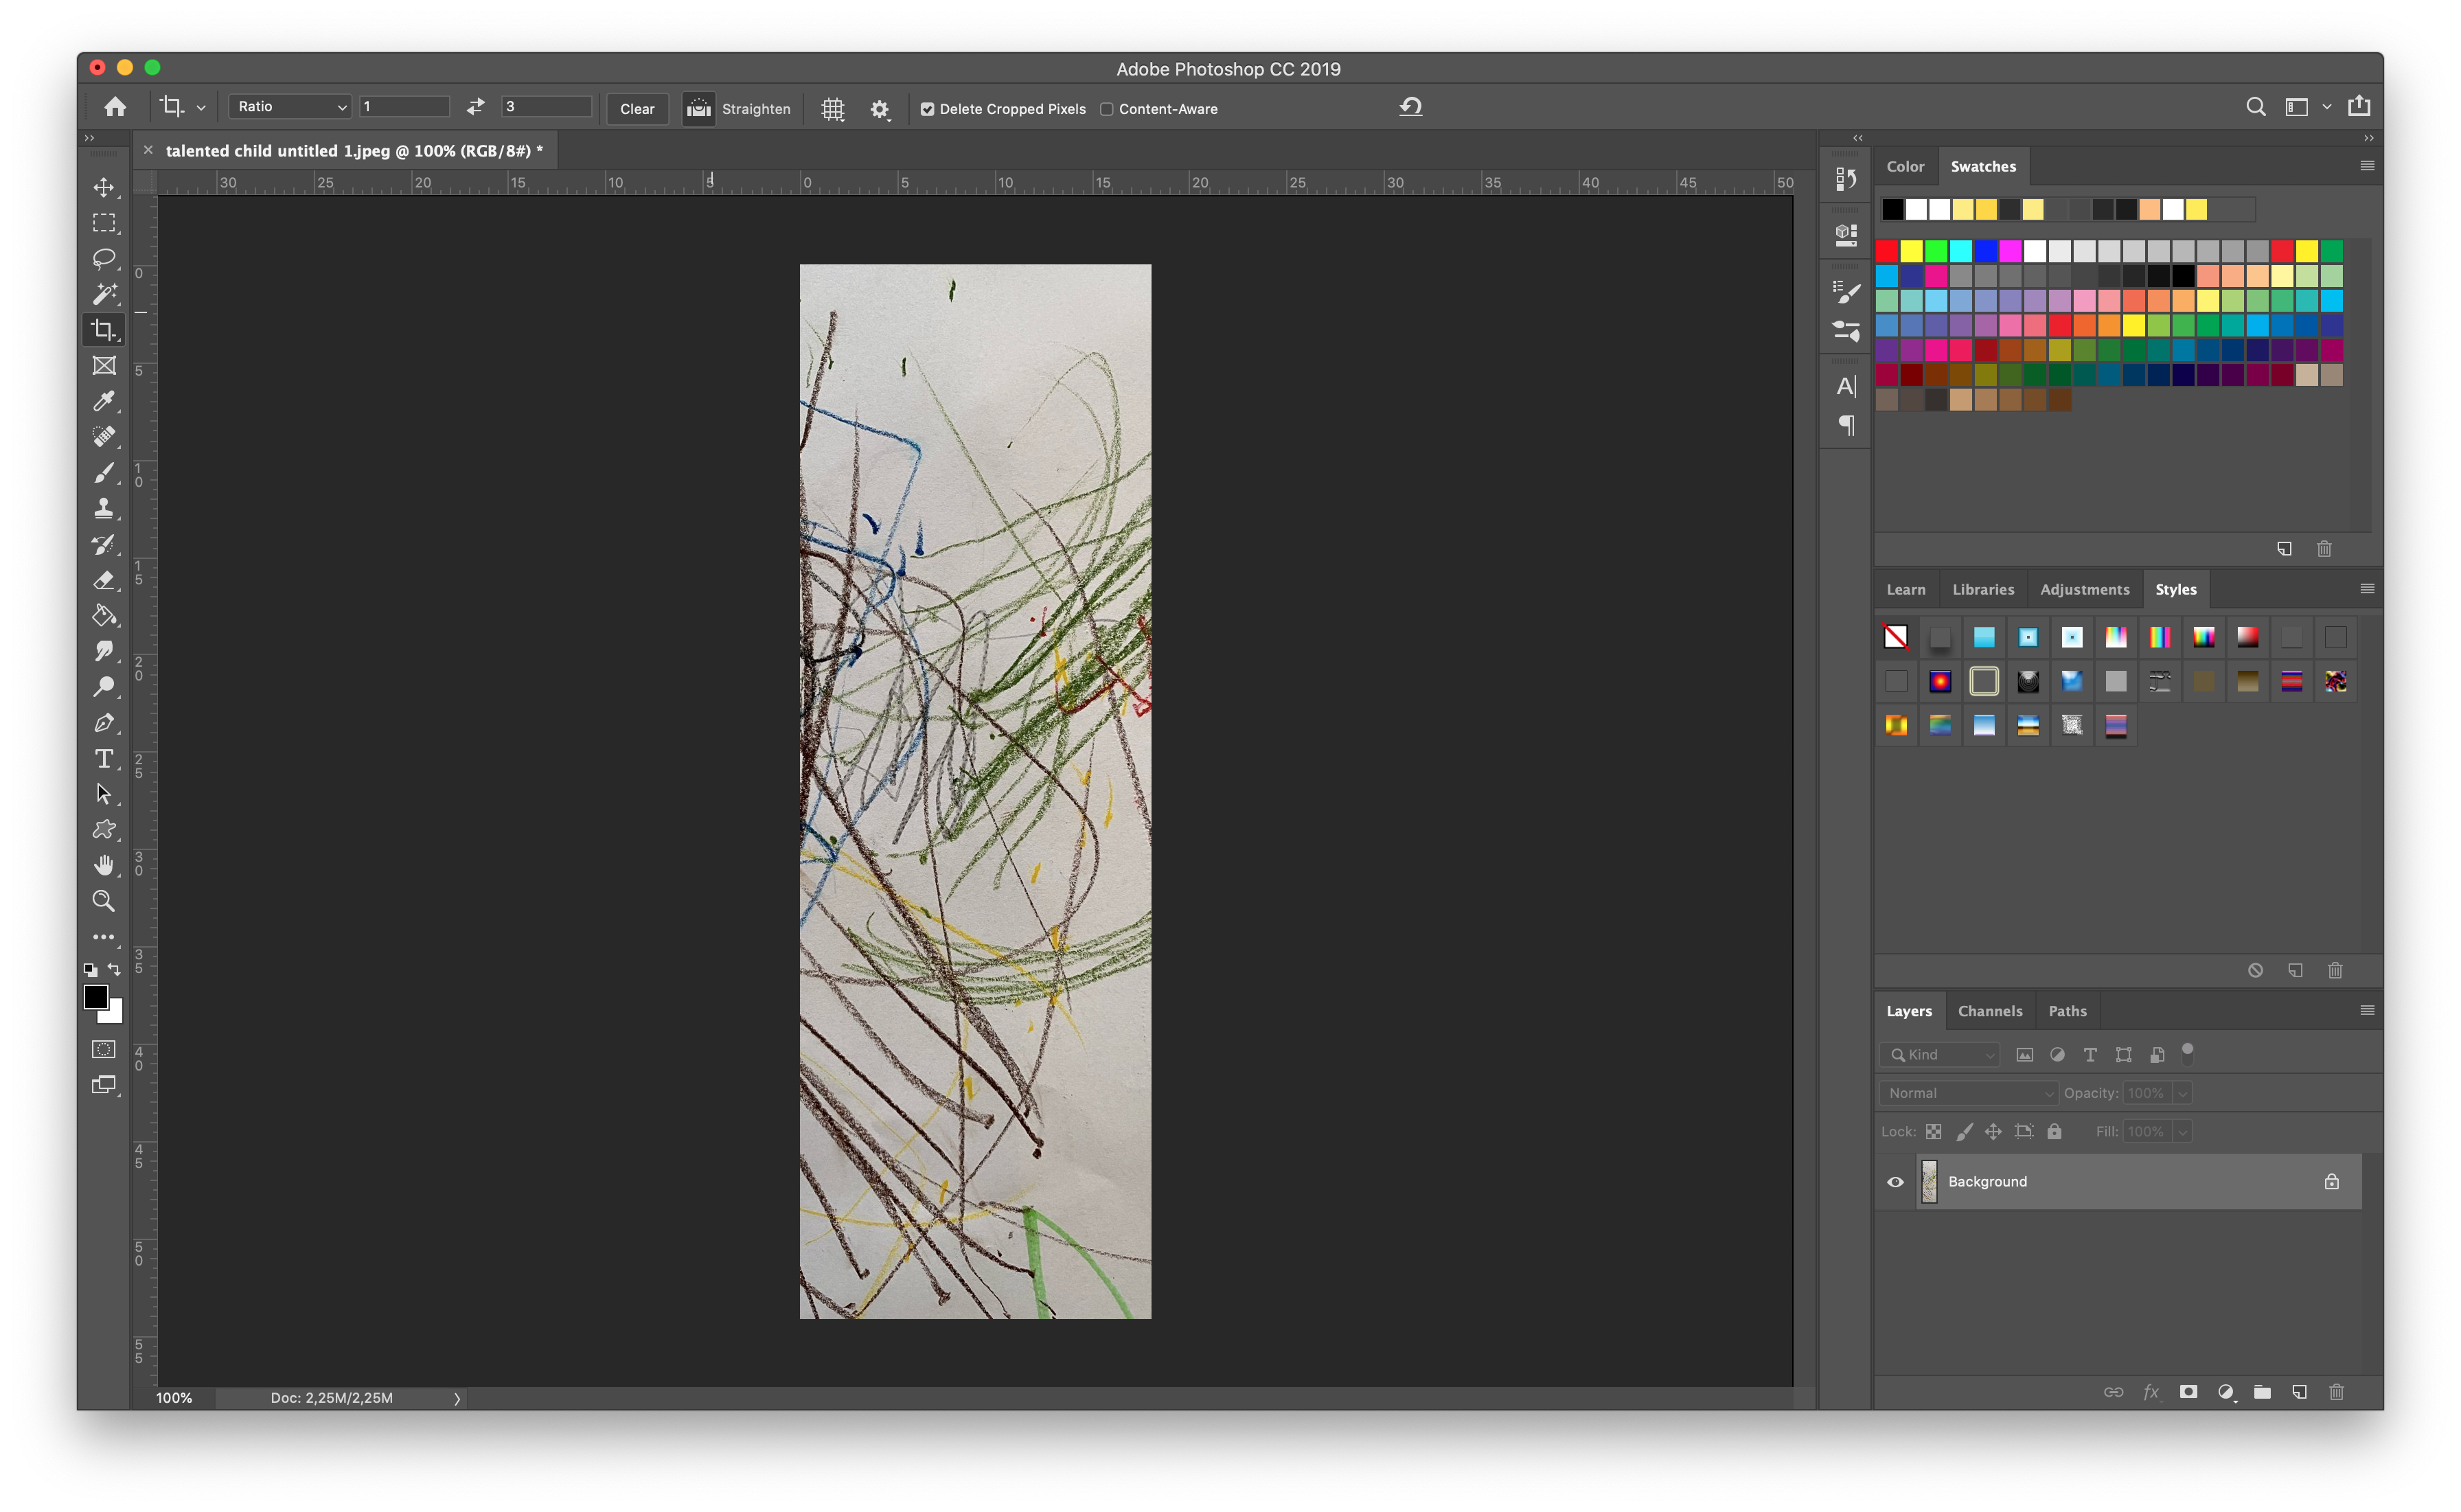 Adobe Photoshop CC 2019
Ratio 1 3 Clear Straighten Delete Cropped Pixels Content-Aware
talented child untitled 1.jpeg @ 100% (RGB/8#) *
30 25 20 15 10 5 0 5 10 15 20 25 30 35 40 45 50
0
5
10
15
20
25
30
35
40
45
50
55
Color Swatches
Learn Libraries Adjustments Styles
Layers Channels Paths
Kind
Normal Opacity: 100%
Lock: Fill: 100%
Background
fx
100% Doc: 2,25M/2,25M